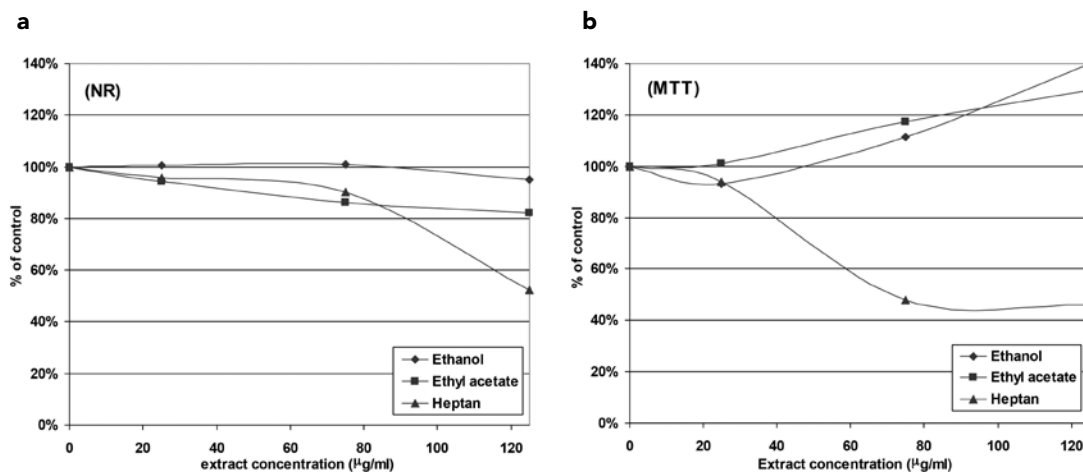 a
140%
120%
100%
80%
60%
40%
20%
0%
(NR)
% of control
Ethanol
Ethyl acetate
Heptan
0 20 40 60 80 100 120
extract concentration (µg/ml)
b
140%
120%
100%
80%
60%
40%
20%
0%
(MTT)
% of control
Ethanol
Ethyl acetate
Heptan
0 20 40 60 80 100 120
Extract concentration (µg/ml)